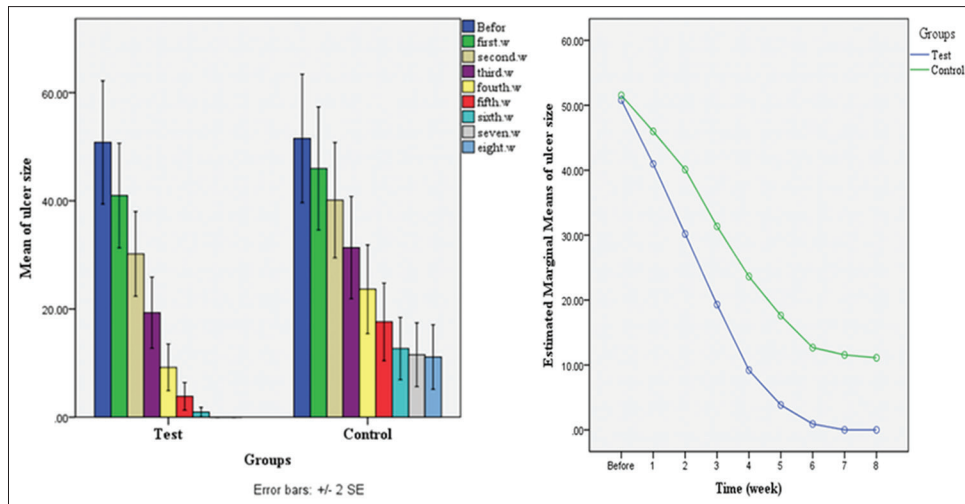 Mean of ulcer size
60.00
40.00
20.00
.00
Test
Control
Groups
Error bars: +/- 2 SE
Befor
first.w
second.w
third.w
fourth.w
fifth.w
sixth.w
seven.w
eight.w
Estimated Marginal Means of ulcer size
60.00
50.00
40.00
30.00
20.00
10.00
.00
Before 1 2 3 4 5 6 7 8
Time (week)
Groups
Test
Control